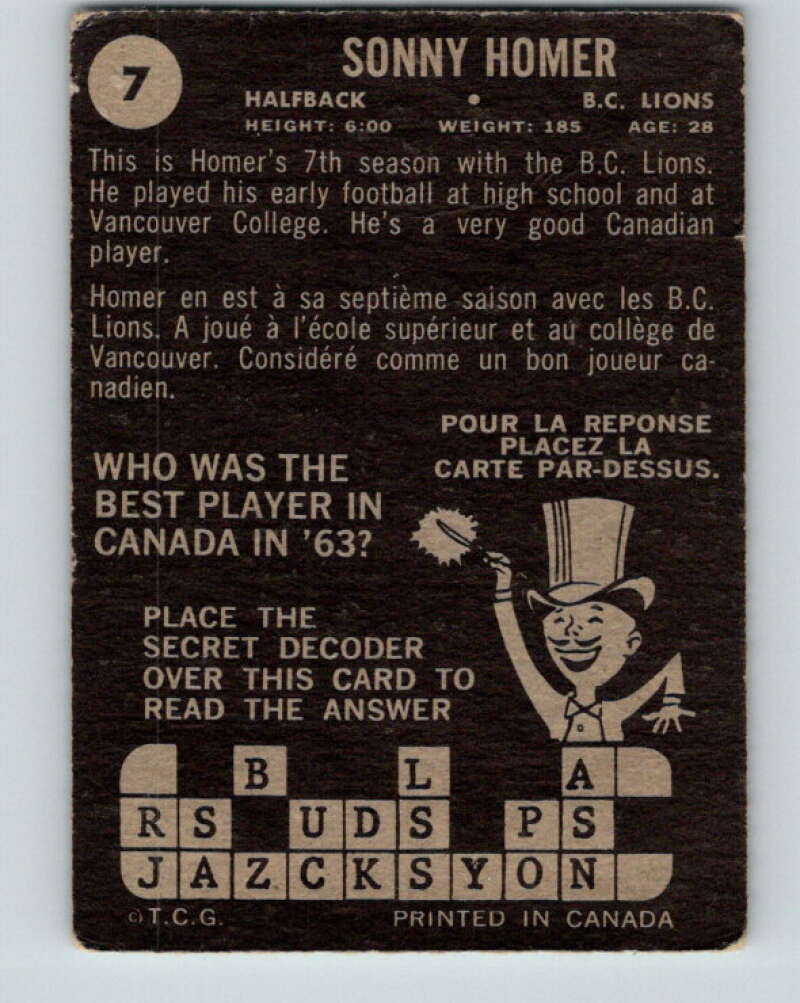 7
SONNY HOMER
HALFBACK • B.C. LIONS
HEIGHT: 6:00 WEIGHT: 185 AGE: 28
This is Homer's 7th season with the B.C. Lions.
He played his early football at high school and at
Vancouver College. He's a very good Canadian
player.
Homer en est à sa septième saison avec les B.C.
Lions. A joué à l'école supérieur et au collège de
Vancouver. Considéré comme un bon joueur ca-
nadien.
POUR LA REPONSE
PLACEZ LA
CARTE PAR-DESSUS.
WHO WAS THE
BEST PLAYER IN
CANADA IN '63?
PLACE THE
SECRET DECODER
OVER THIS CARD TO
READ THE ANSWER
B L A
R S U D S P S
J A Z C K S Y O N
© T.C.G. PRINTED IN CANADA